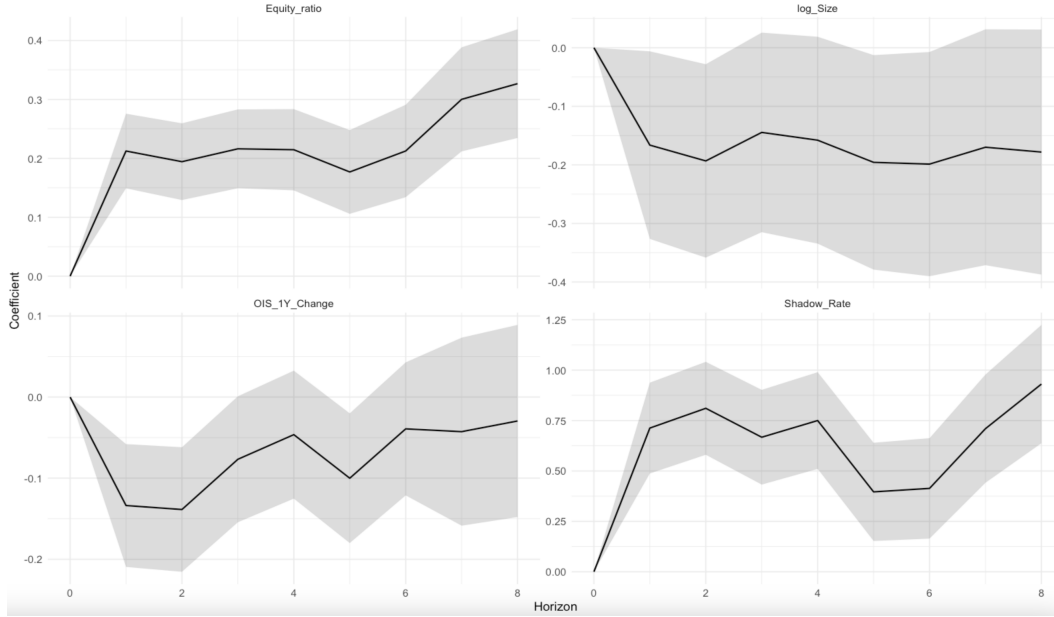 Equity_ratio
log_Size
0.4
0.3
0.2
0.1
0.0
0.0
-0.1
-0.2
-0.3
-0.4
Coefficient
OIS_1Y_Change
Shadow_Rate
0.1
0.0
-0.1
-0.2
1.25
1.00
0.75
0.50
0.25
0.00
0 2 4 6 8
0 2 4 6 8
Horizon